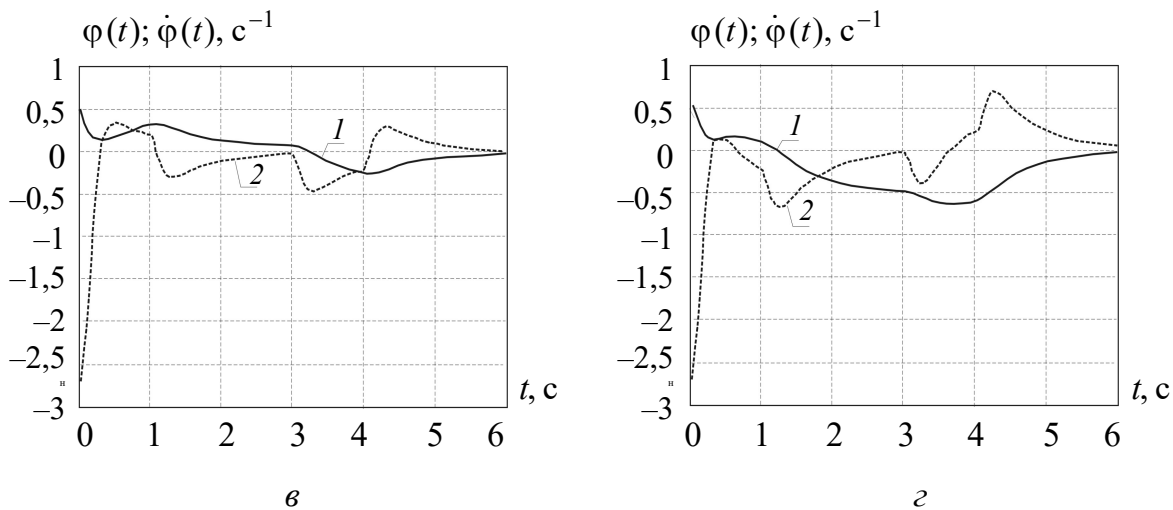 φ(t); φ̇(t), с⁻¹
1
0,5
0
–0,5
–1
–1,5
–2
–2,5
н
–3
1
2
t, с
0 1 2 3 4 5 6
в
φ(t); φ̇(t), с⁻¹
1
0,5
0
–0,5
–1
–1,5
–2
–2,5
н
–3
1
2
t, с
0 1 2 3 4 5 6
г